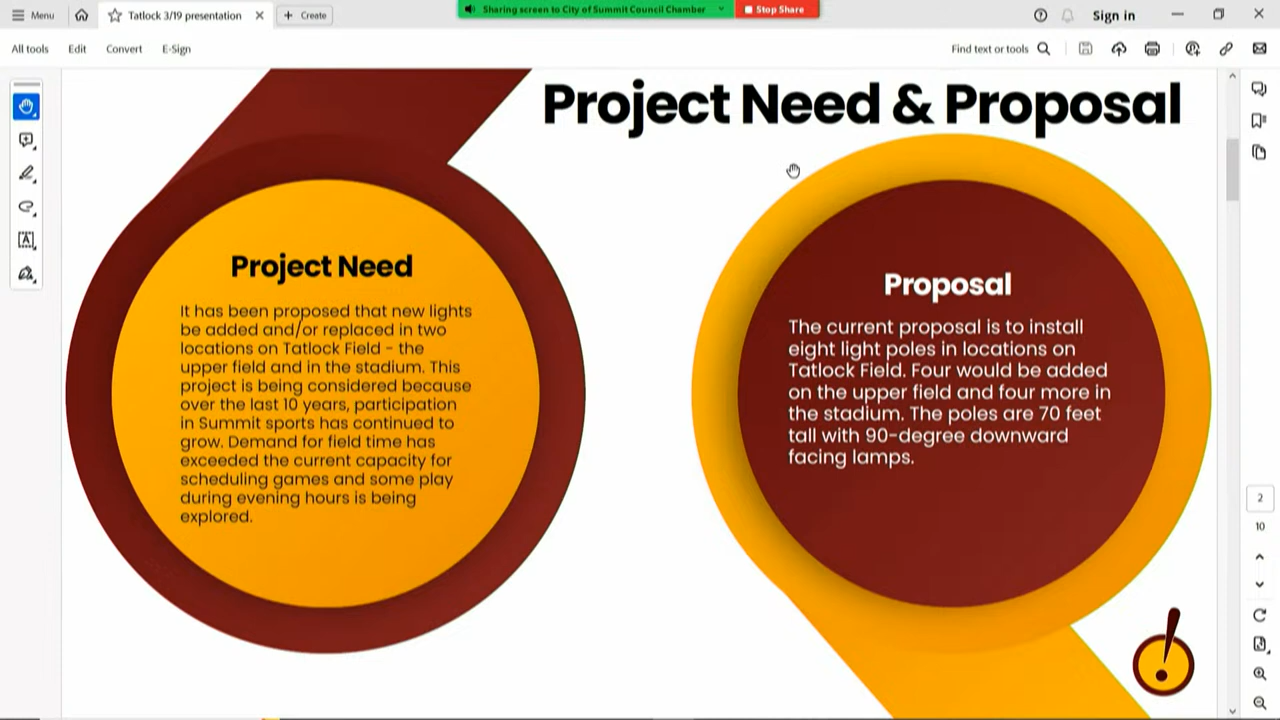 Menu
Tatlock 3/19 presentation
Create
Sharing screen to City of Summit Council Chamber
Stop Share
Sign in
All tools
Edit
Convert
E-Sign
Find text or tools
Project Need & Proposal
Project Need
It has been proposed that new lights
be added and/or replaced in two
locations on Tatlock Field - the
upper field and in the stadium. This
project is being considered because
over the last 10 years, participation
in Summit sports has continued to
grow. Demand for field time has
exceeded the current capacity for
scheduling games and some play
during evening hours is being
explored.
Proposal
The current proposal is to install
eight light poles in locations on
Tatlock Field. Four would be added
on the upper field and four more in
the stadium. The poles are 70 feet
tall with 90-degree downward
facing lamps.
2
10